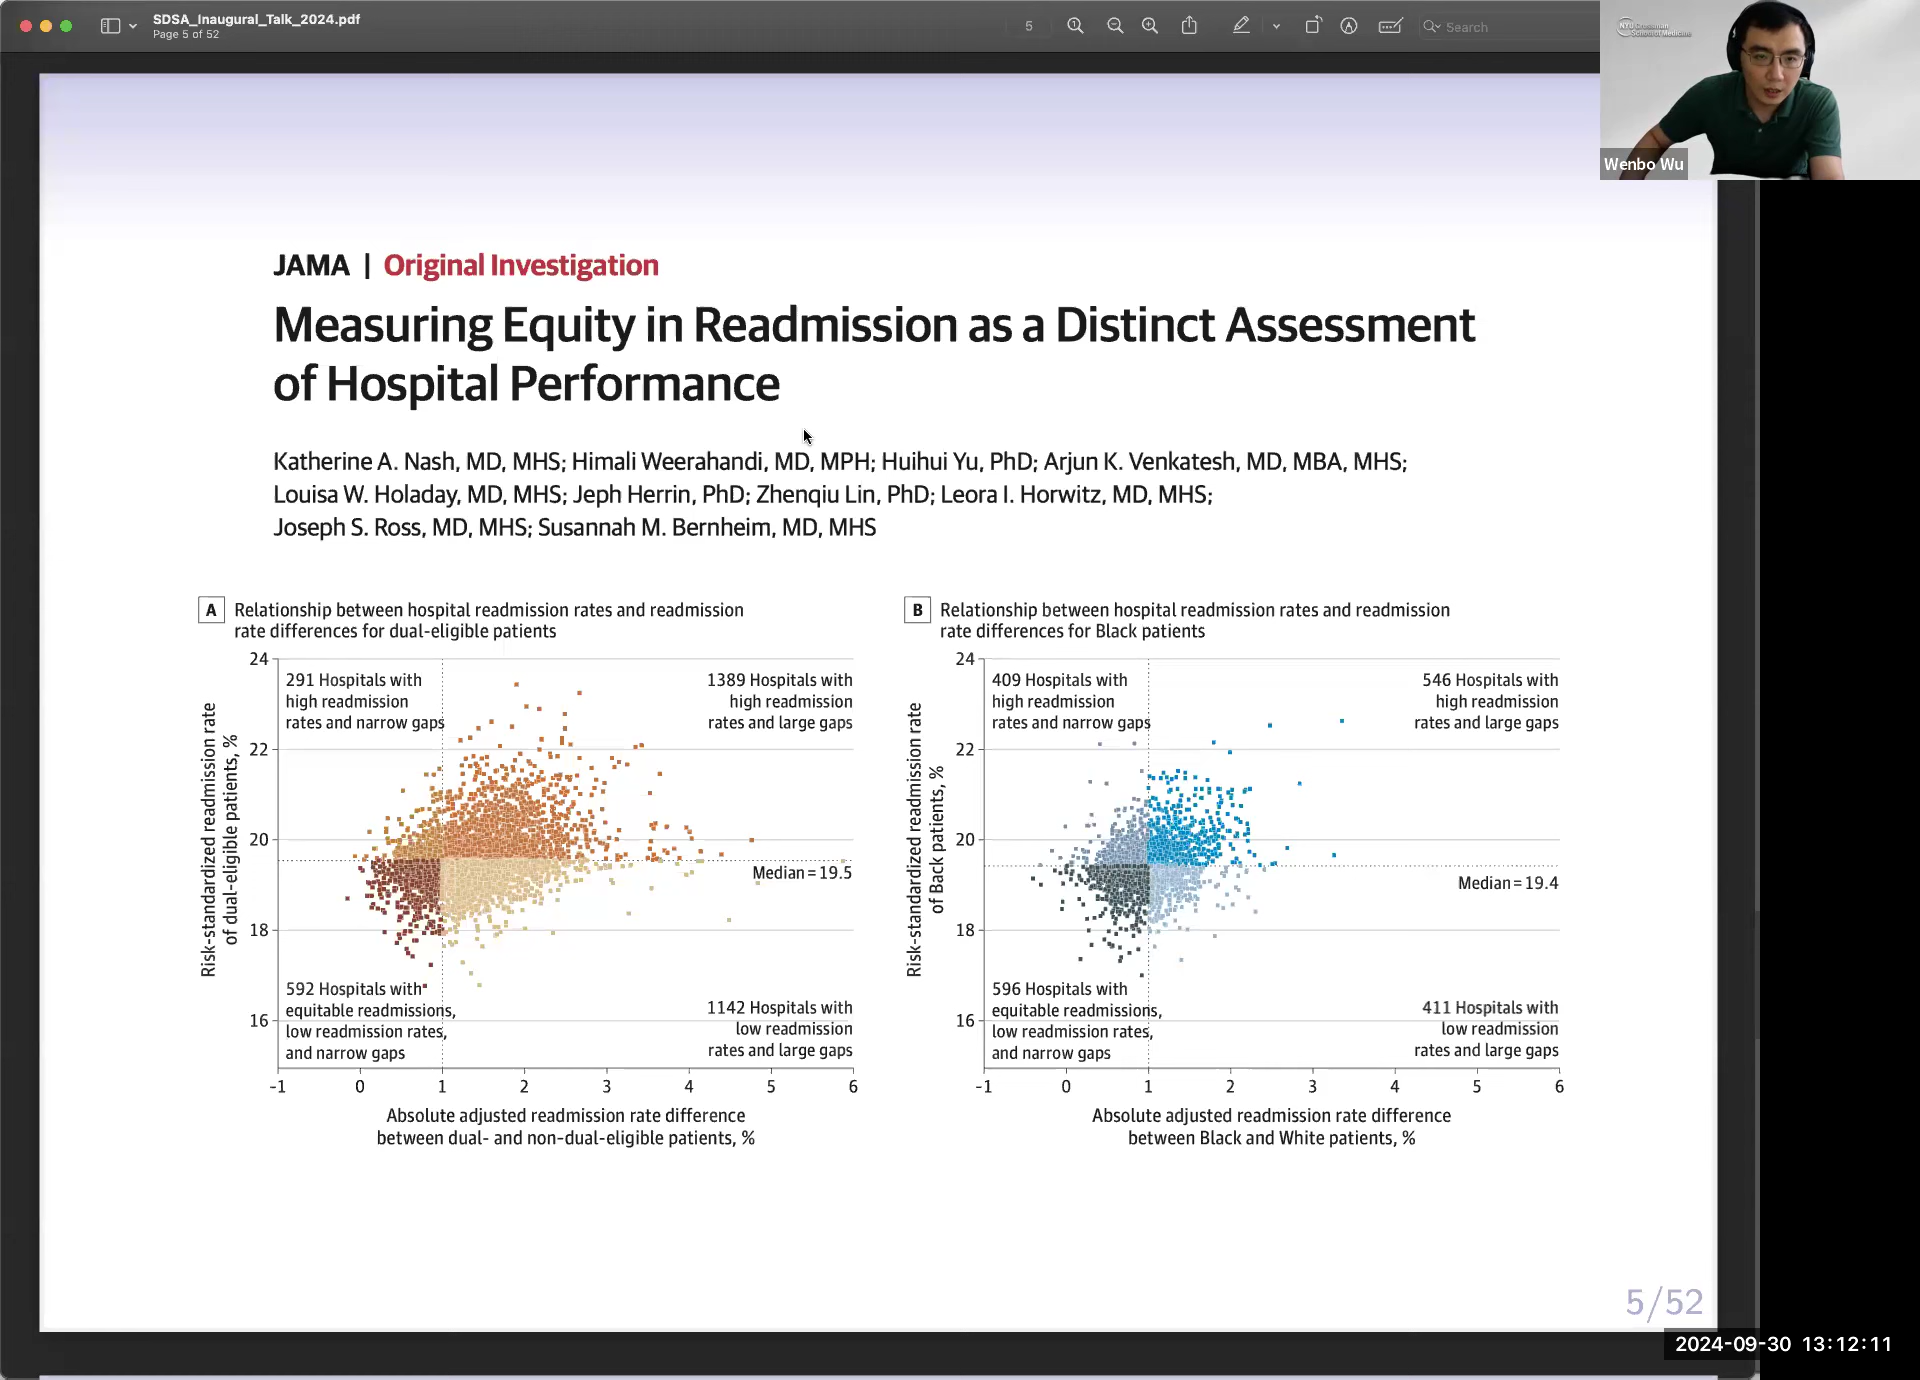 SDSA_Inaugural_Talk_2024.pdf
Page 5 of 52
5
Search
NYU Grossman
School of Medicine
Wenbo Wu
JAMA | Original Investigation
Measuring Equity in Readmission as a Distinct Assessment
of Hospital Performance
Katherine A. Nash, MD, MHS; Himali Weerahandi, MD, MPH; Huihui Yu, PhD; Arjun K. Venkatesh, MD, MBA, MHS;
Louisa W. Holaday, MD, MHS; Jeph Herrin, PhD; Zhenqiu Lin, PhD; Leora I. Horwitz, MD, MHS;
Joseph S. Ross, MD, MHS; Susannah M. Bernheim, MD, MHS
A Relationship between hospital readmission rates and readmission
rate differences for dual-eligible patients
24
22
20
18
16
Risk-standardized readmission rate
of dual-eligible patients, %
291 Hospitals with
high readmission
rates and narrow gaps
1389 Hospitals with
high readmission
rates and large gaps
Median = 19.5
592 Hospitals with
equitable readmissions,
low readmission rates,
and narrow gaps
1142 Hospitals with
low readmission
rates and large gaps
-1 0 1 2 3 4 5 6
Absolute adjusted readmission rate difference
between dual- and non-dual-eligible patients, %
B Relationship between hospital readmission rates and readmission
rate differences for Black patients
24
22
20
18
16
Risk-standardized readmission rate
of Back patients, %
409 Hospitals with
high readmission
rates and narrow gaps
546 Hospitals with
high readmission
rates and large gaps
Median = 19.4
596 Hospitals with
equitable readmissions,
low readmission rates,
and narrow gaps
411 Hospitals with
low readmission
rates and large gaps
-1 0 1 2 3 4 5 6
Absolute adjusted readmission rate difference
between Black and White patients, %
5/52
2024-09-30 13:12:11